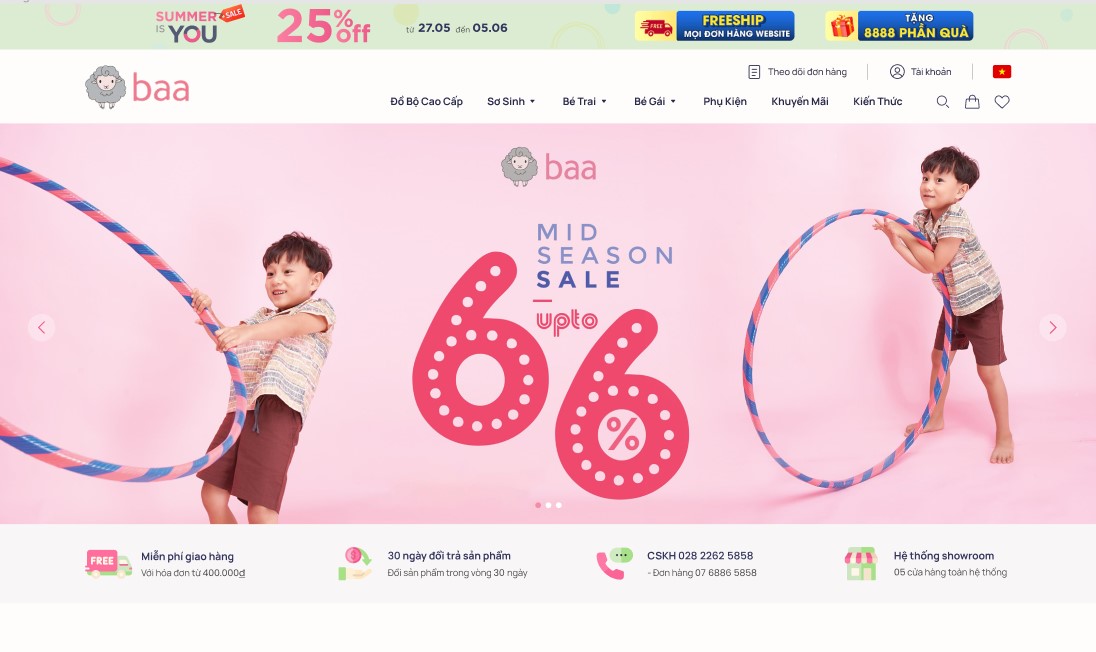 SUMMER SALE
IS YOU
25% off
từ 27.05 đến 05.06
FREE
FREESHIP
MỌI ĐƠN HÀNG WEBSITE
TẶNG
8888 PHẦN QUÀ
baa
Theo dõi đơn hàng
Tài khoản
Đồ Bộ Cao Cấp
Sơ Sinh
Bé Trai
Bé Gái
Phụ Kiện
Khuyến Mãi
Kiến Thức
baa
MID
SEASON
SALE
upto
66%
FREE
Miễn phí giao hàng
Với hóa đơn từ 400.000₫
30 ngày đổi trả sản phẩm
Đổi sản phẩm trong vòng 30 ngày
CSKH 028 2262 5858
- Đơn hàng 07 6886 5858
Hệ thống showroom
05 cửa hàng toàn hệ thống